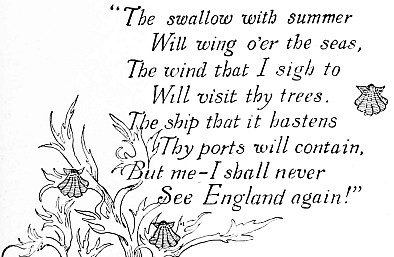 "The swallow with summer
Will wing o'er the seas,
The wind that I sigh to
Will visit thy trees.
The ship that it hastens
Thy ports will contain,
But me—I shall never
See England again!"